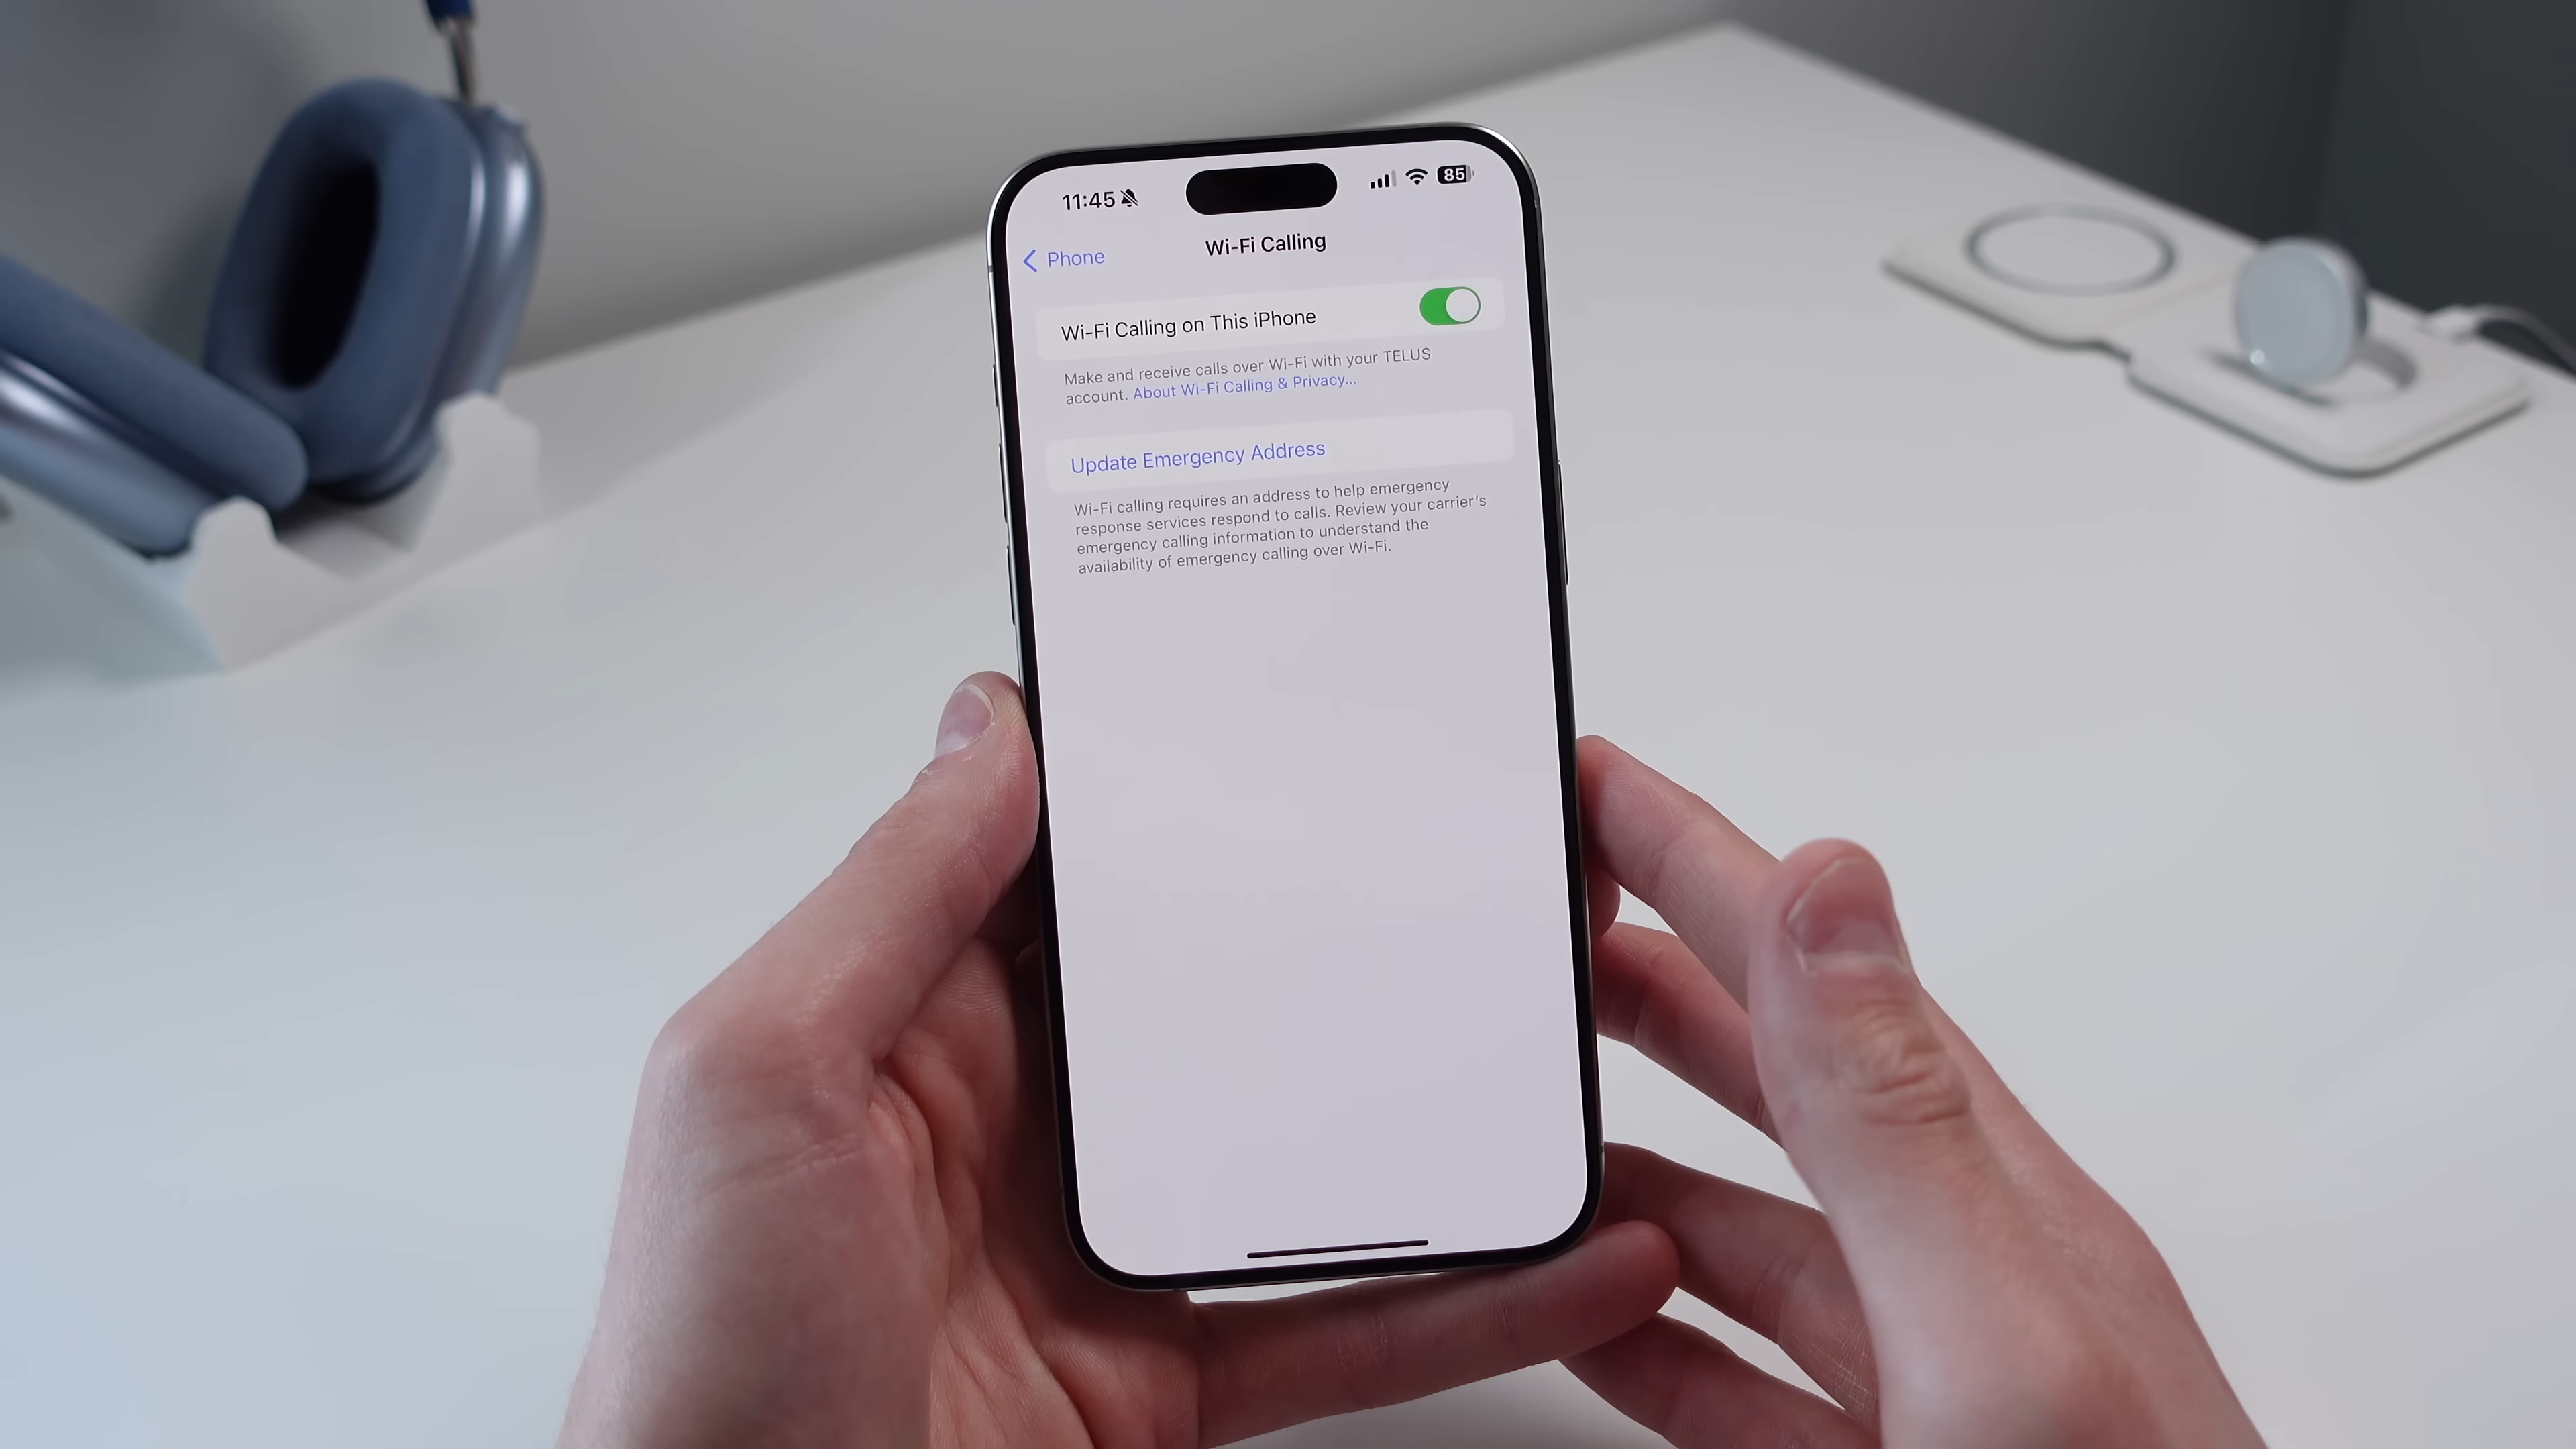 11:45
85
Phone
Wi-Fi Calling
Wi-Fi Calling on This iPhone
Make and receive calls over Wi-Fi with your TELUS
account. About Wi-Fi Calling & Privacy...
Update Emergency Address
Wi-Fi calling requires an address to help emergency
response services respond to calls. Review your carrier's
emergency calling information to understand the
availability of emergency calling over Wi-Fi.